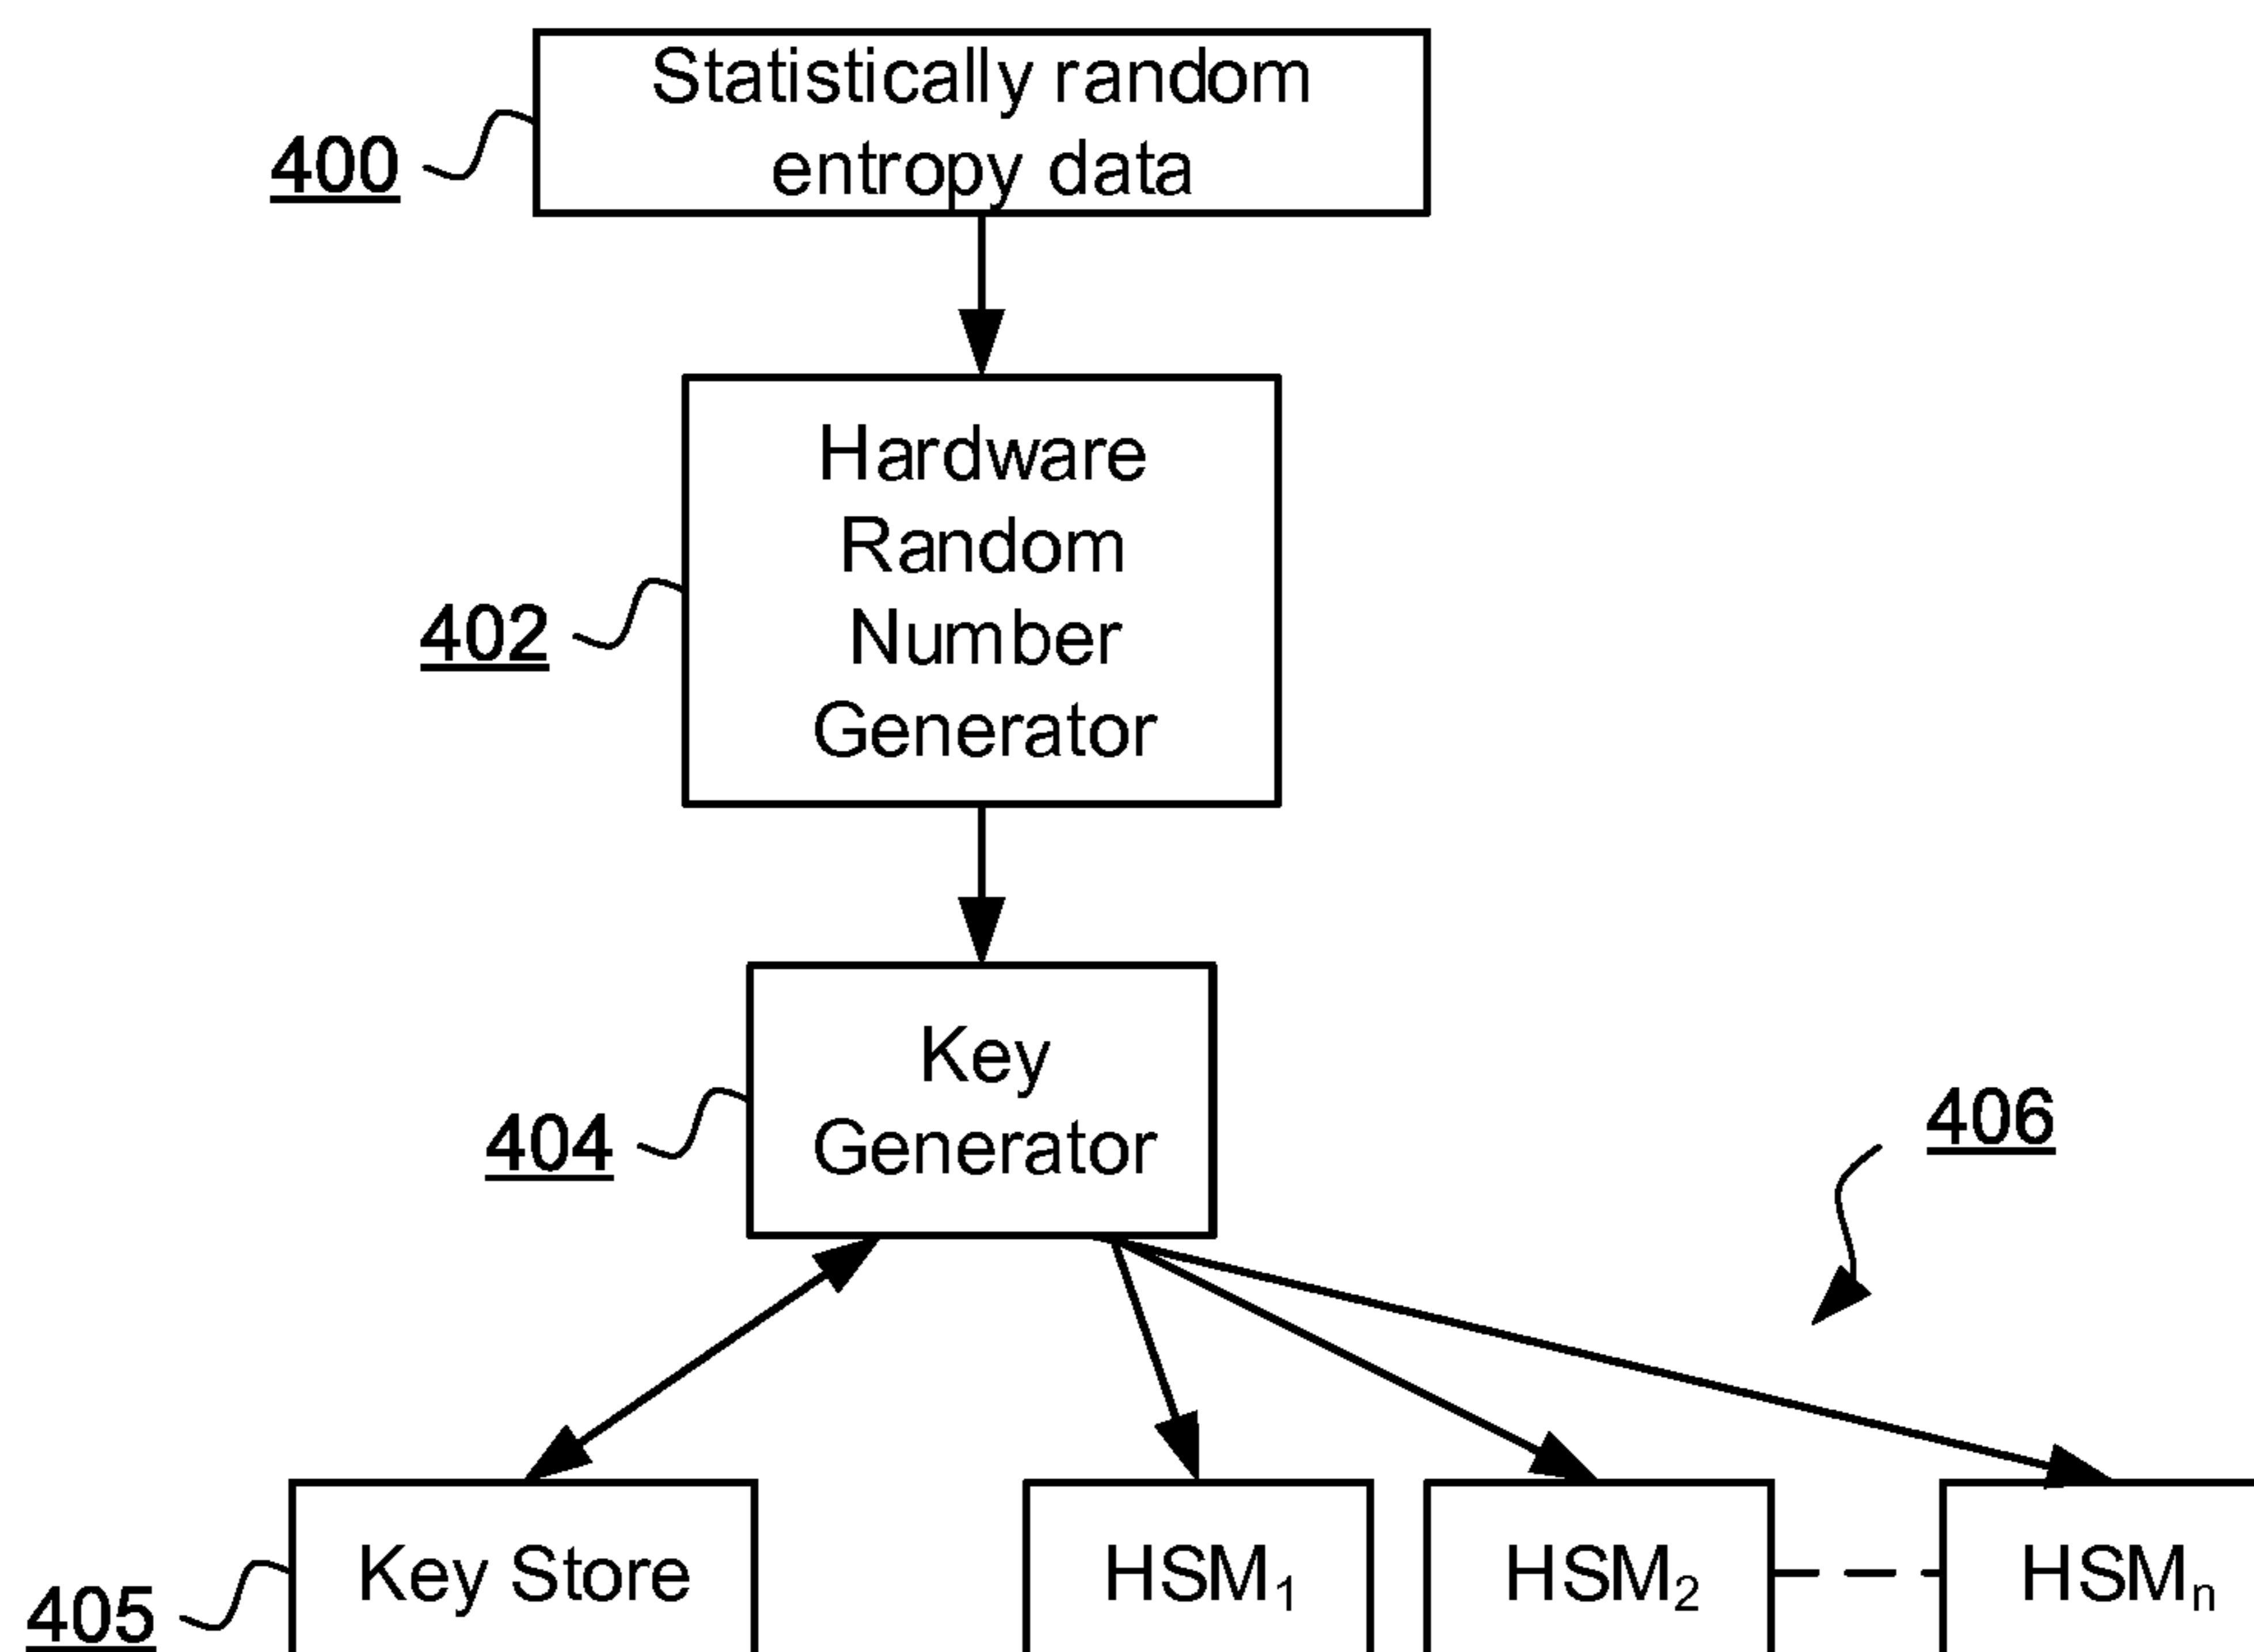 Statistically random
entropy data
400
Hardware
Random
Number
Generator
402
Key
Generator
404
406
Key Store
405
HSM₁
HSM₂
HSMₙ